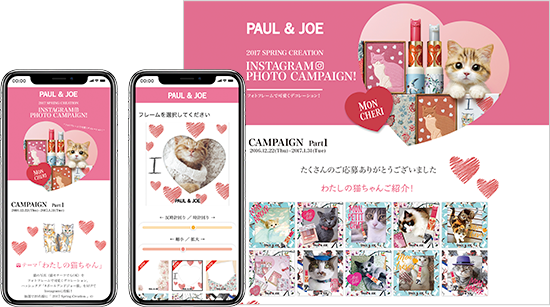 PAUL & JOE
2017 SPRING CREATION
INSTAGRAM
PHOTO CAMPAIGN!
フォトフレームで可愛くデコレーション!
MON
CHERI
CAMPAIGN Part1
2016.12.22(Thu)-2017.1.31(Tue)
たくさんのご応募ありがとうございました
わたしの猫ちゃんご紹介!
PAUL & JOE
2017 SPRING CREATION
INSTAGRAM
PHOTO CAMPAIGN!
MON
CHERI
CAMPAIGN Part1
2016.12.22(Thu)-2017.1.31(Tue)
テーマ「わたしの猫ちゃん」
PAUL & JOE
フレームを選択してください
I
PAUL & JOE
← 反時計回り / 時計回り →
← 縮小 / 拡大 →